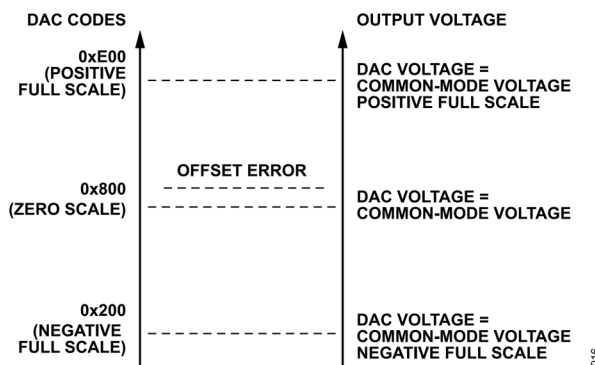 DAC CODES
OUTPUT VOLTAGE
0xE00
(POSITIVE
FULL SCALE)
DAC VOLTAGE =
COMMON-MODE VOLTAGE
POSITIVE FULL SCALE
OFFSET ERROR
0x800
(ZERO SCALE)
DAC VOLTAGE =
COMMON-MODE VOLTAGE
0x200
(NEGATIVE
FULL SCALE)
DAC VOLTAGE =
COMMON-MODE VOLTAGE
NEGATIVE FULL SCALE